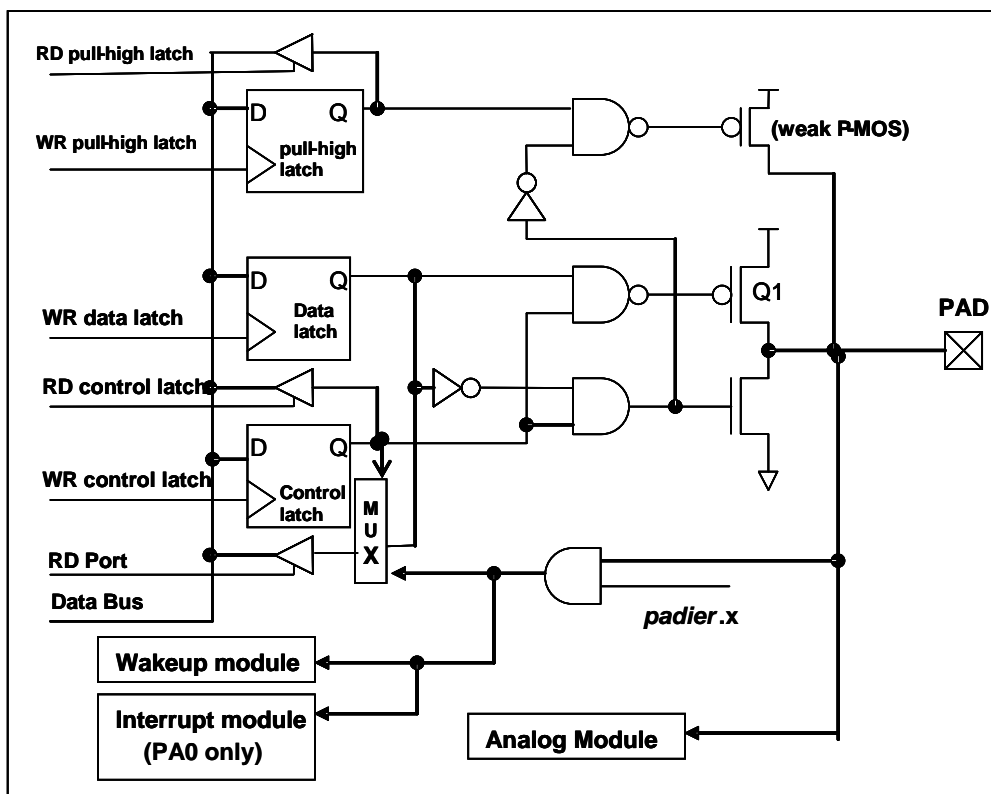 RD pull-high latch
D
Q
WR pull-high latch
pull-high
latch
(weak P-MOS)
D
Q
WR data latch
Data
latch
Q1
PAD
RD control latch
D
Q
WR control latch
Control
latch
M
U
X
RD Port
Data Bus
padier.x
Wakeup module
Interrupt module
(PA0 only)
Analog Module